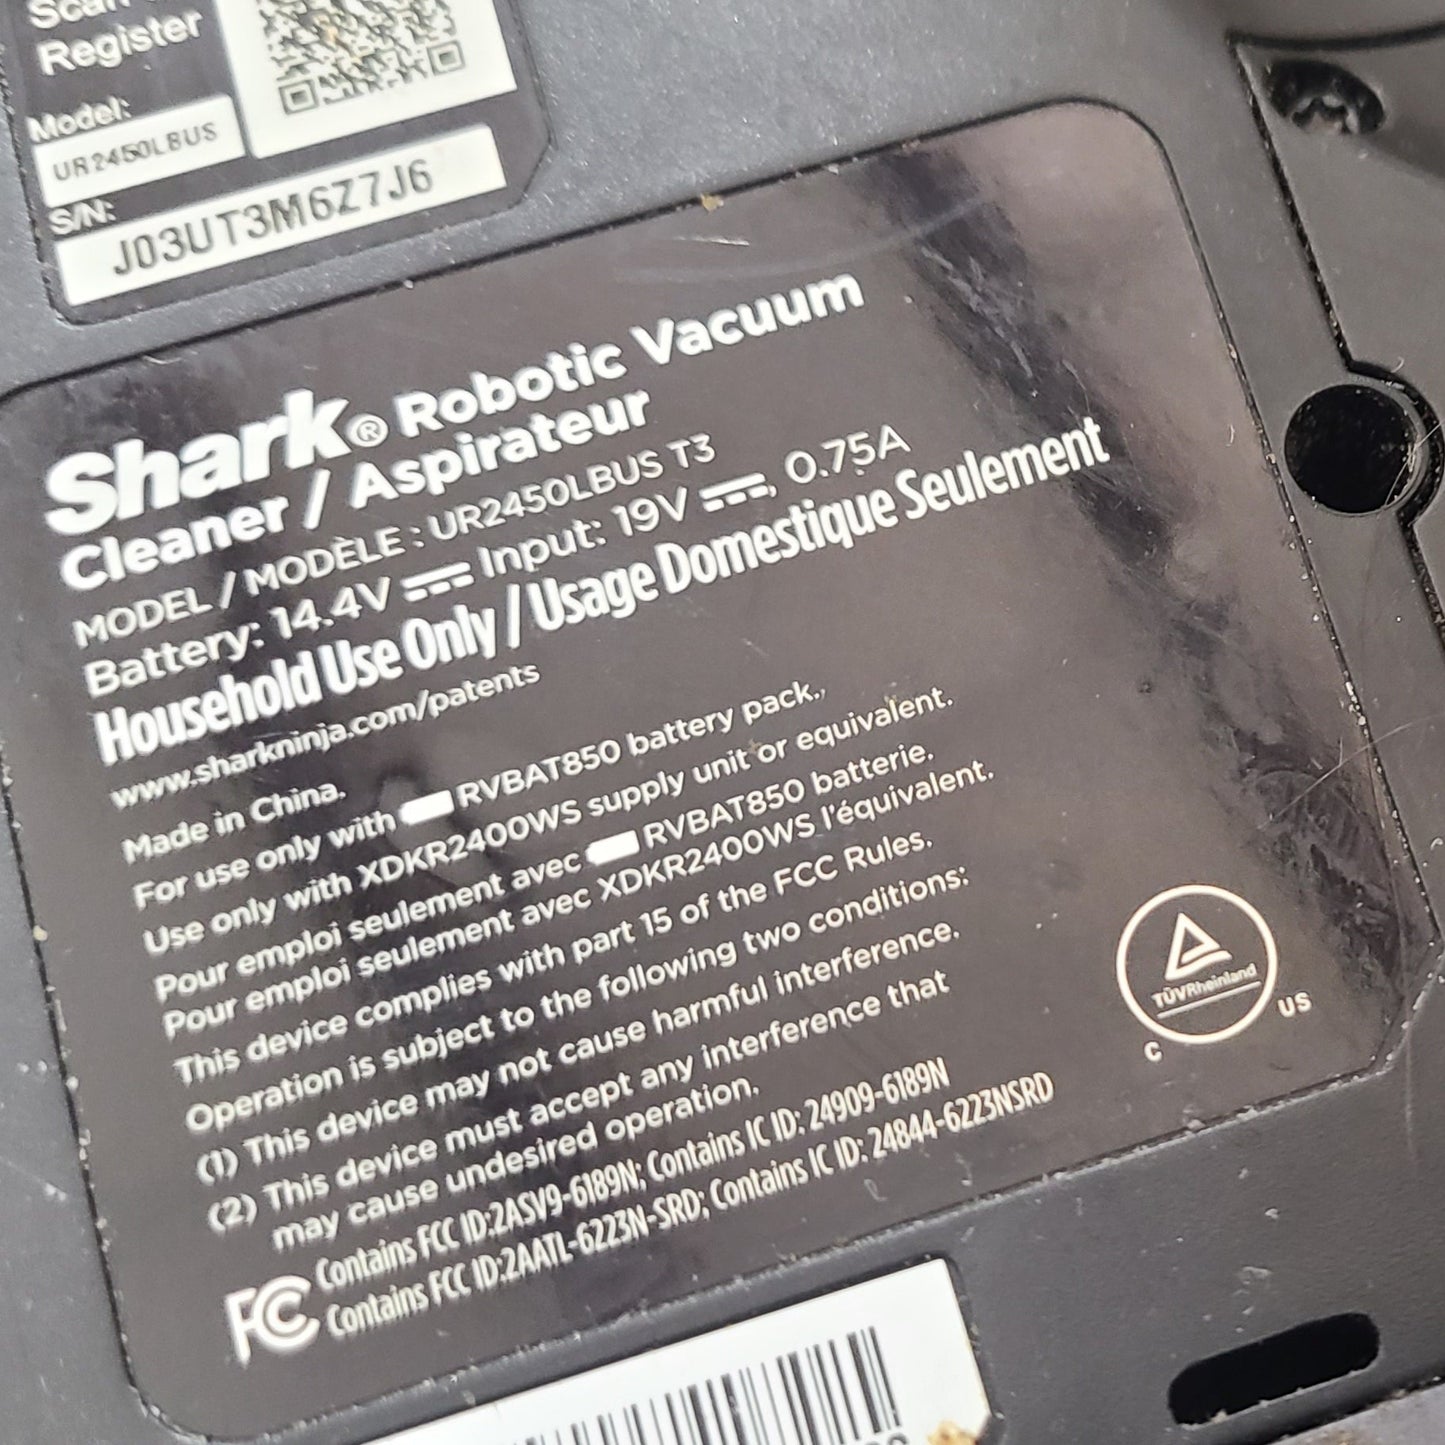 Scan
Register
Model:
UR2450LBUS
S/N:
J03UT3M6Z7J6
Shark® Robotic Vacuum
Cleaner / Aspirateur
MODEL / MODÈLE : UR2450LBUS T3
Battery: 14.4V ⎓ Input: 19V ⎓, 0.75A
Household Use Only / Usage Domestique Seulement
www.sharkninja.com/patents
Made in China.
For use only with RVBAT850 battery pack.
Use only with XDKR2400WS supply unit or equivalent.
Pour emploi seulement avec RVBAT850 batterie.
Pour emploi seulement avec XDKR2400WS l'équivalent.
This device complies with part 15 of the FCC Rules.
Operation is subject to the following two conditions:
(1) This device may not cause harmful interference.
(2) This device must accept any interference that
may cause undesired operation.
FC Contains FCC ID:2ASV9-6189N; Contains IC ID: 24909-6189N
Contains FCC ID:2AATL-6223N-SRD; Contains IC ID: 24844-6223NSRD
TÜVRheinland
C US